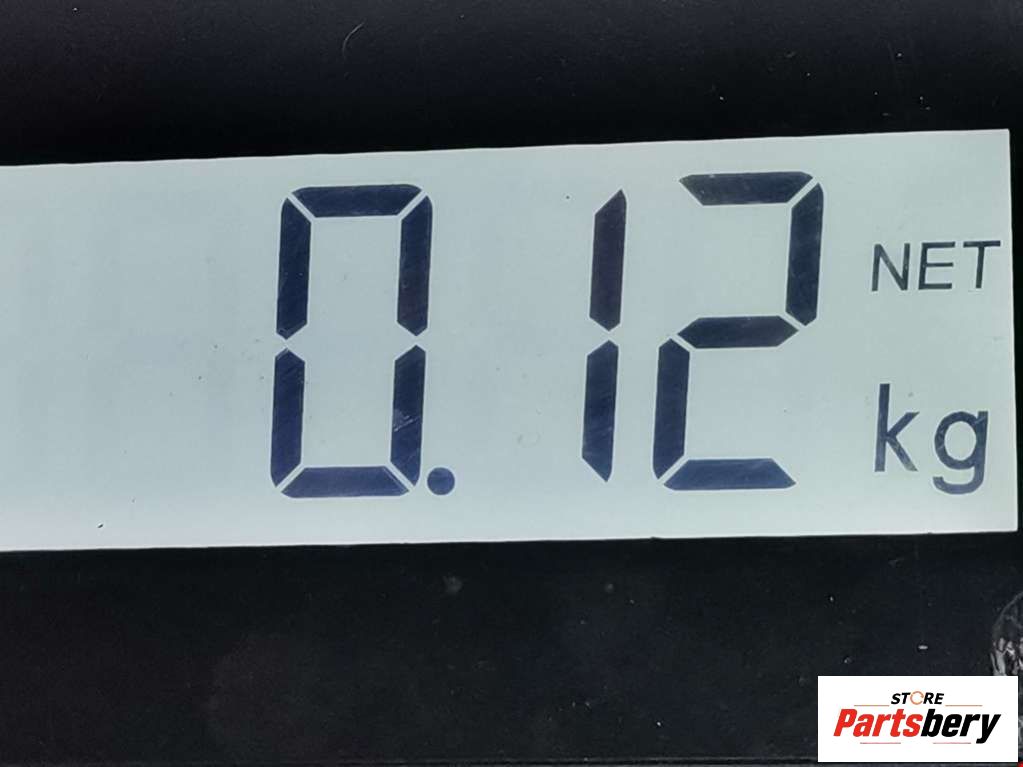 0.12 NET
kg
STORE
Partsbery